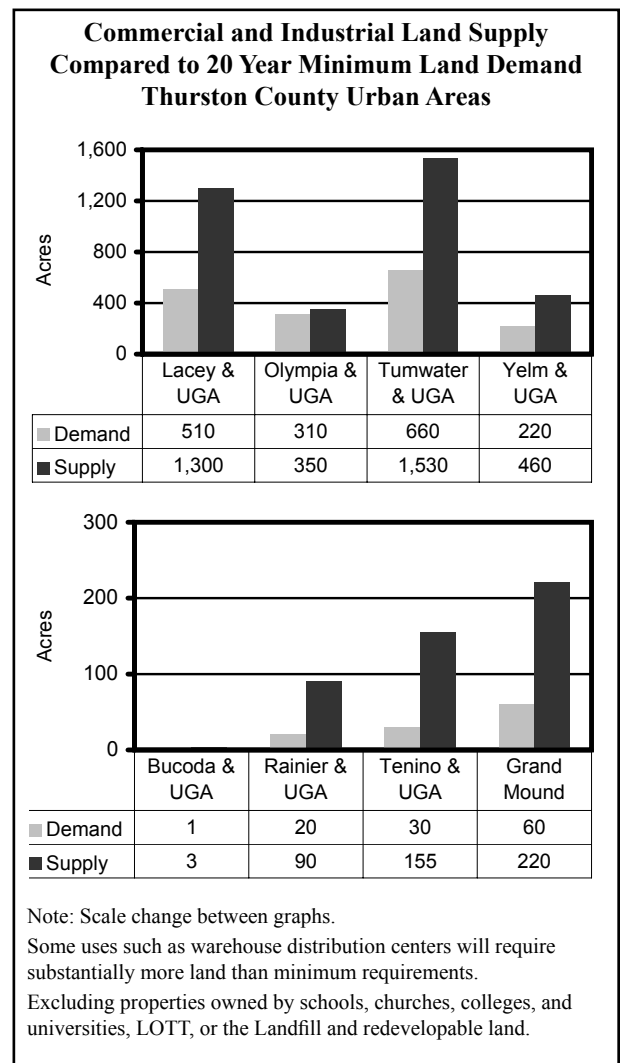 Commercial and Industrial Land Supply
Compared to 20 Year Minimum Land Demand
Thurston County Urban Areas
1,600
1,200
800
400
0
Acres
Lacey & UGA
Olympia & UGA
Tumwater & UGA
Yelm & UGA
Demand 510 310 660 220
Supply 1,300 350 1,530 460
300
200
100
0
Acres
Bucoda & UGA
Rainier & UGA
Tenino & UGA
Grand Mound
Demand 1 20 30 60
Supply 3 90 155 220
Note: Scale change between graphs.
Some uses such as warehouse distribution centers will require
substantially more land than minimum requirements.
Excluding properties owned by schools, churches, colleges, and
universities, LOTT, or the Landfill and redevelopable land.